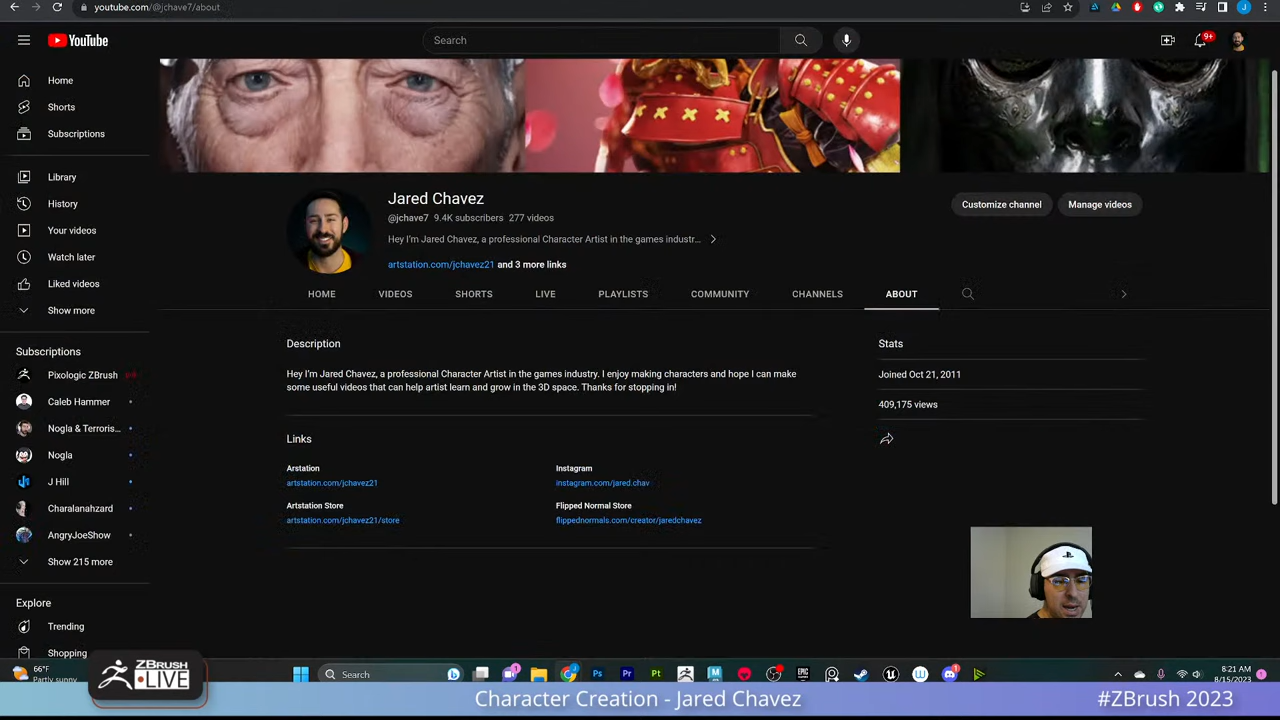 youtube.com/@jchave7/about
YouTube
Search
9+
Home
Shorts
Subscriptions
Library
History
Your videos
Watch later
Liked videos
Show more
Subscriptions
Pixologic ZBrush
Caleb Hammer
Nogla & Terroris...
Nogla
J Hill
Charalanahzard
AngryJoeShow
Show 215 more
Explore
Trending
Shopping
Jared Chavez
@jchave7 9.4K subscribers 277 videos
Hey I'm Jared Chavez, a professional Character Artist in the games industr...
artstation.com/jchavez21 and 3 more links
Customize channel
Manage videos
HOME VIDEOS SHORTS LIVE PLAYLISTS COMMUNITY CHANNELS ABOUT
Description
Hey I'm Jared Chavez, a professional Character Artist in the games industry. I enjoy making characters and hope I can make
some useful videos that can help artist learn and grow in the 3D space. Thanks for stopping in!
Links
Arstation
artstation.com/jchavez21
Instagram
instagram.com/jared.chav
Artstation Store
artstation.com/jchavez21/store
Flipped Normal Store
flippednormals.com/creator/jaredchavez
Stats
Joined Oct 21, 2011
409,175 views
66°F
Partly sunny
Search
8:21 AM
8/15/2023
ZBRUSH
LIVE
Character Creation - Jared Chavez
#ZBrush 2023